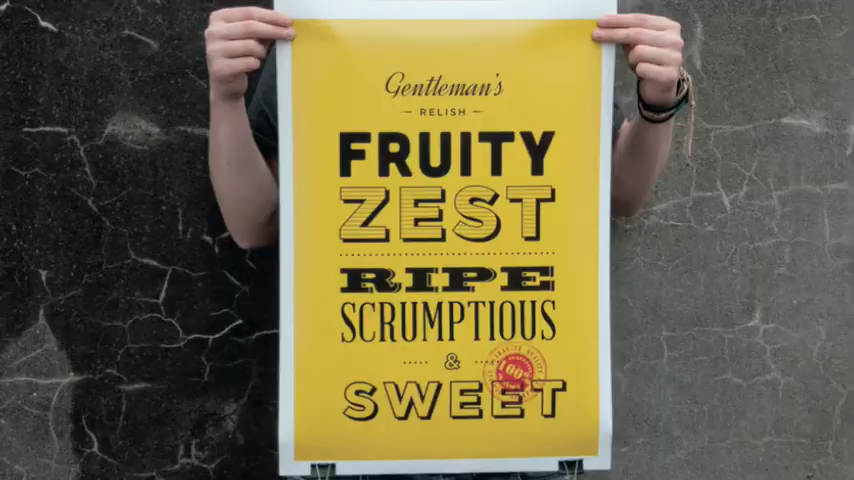 Gentleman's
RELISH
FRUITY
ZEST
RIPE
SCRUMPTIOUS
&
SWEET